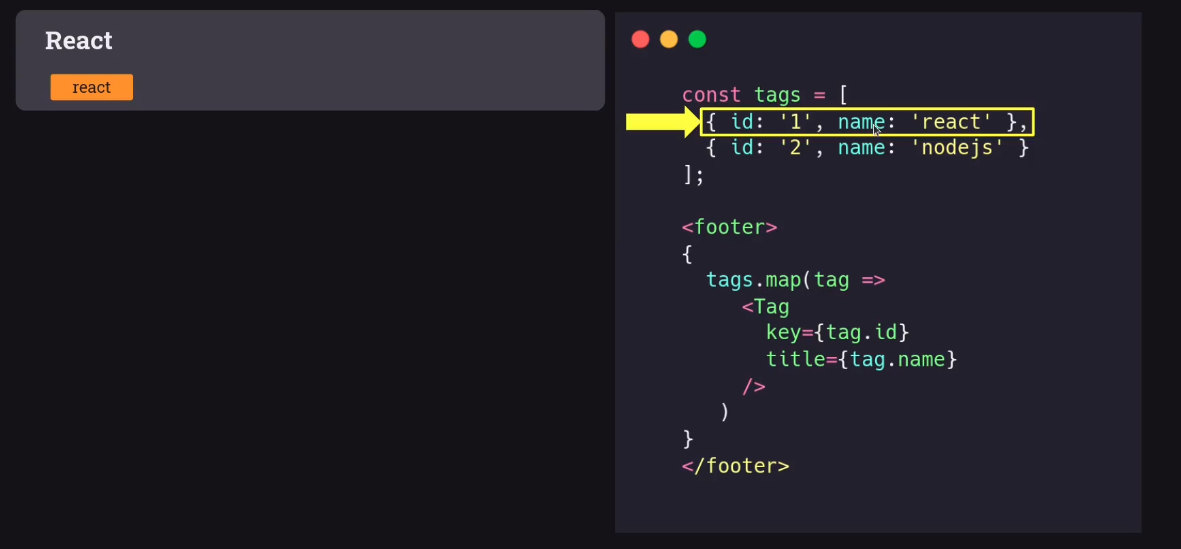 React
react
const tags = [
{ id: '1', name: 'react' },
{ id: '2', name: 'nodejs' }
];
<footer>
{
tags.map(tag =>
<Tag
key={tag.id}
title={tag.name}
/>
)
}
</footer>